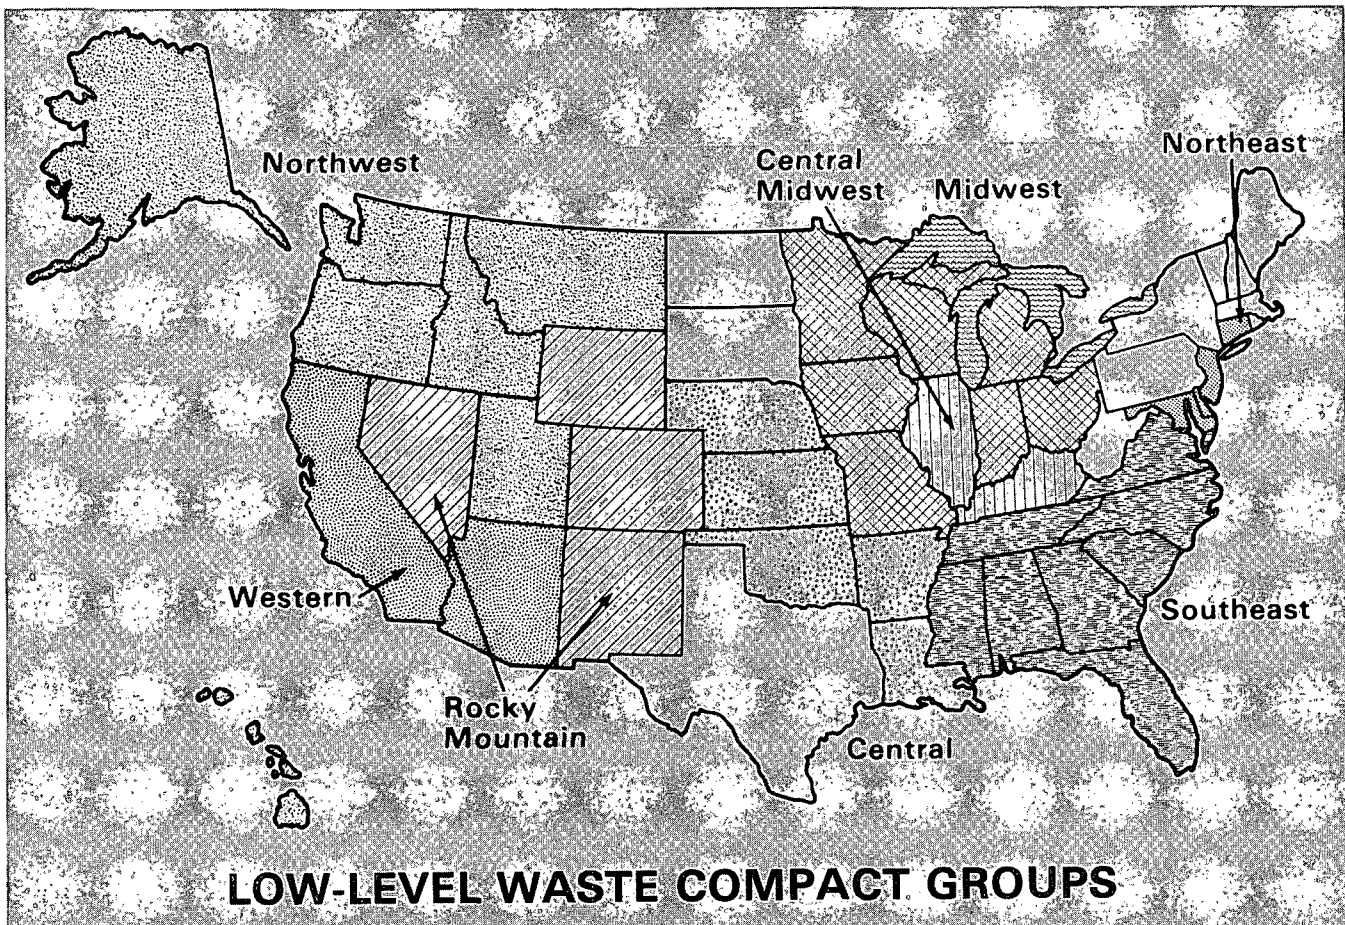 Northwest
Central
Midwest
Midwest
Northeast
Western
Southeast
Rocky
Mountain
Central
LOW-LEVEL WASTE COMPACT GROUPS